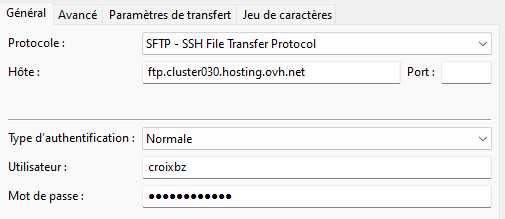 Général Avancé Paramètres de transfert Jeu de caractères
Protocole : SFTP - SSH File Transfer Protocol
Hôte : ftp.cluster030.hosting.ovh.net Port :
Type d'authentification : Normale
Utilisateur : croixbz
Mot de passe : ●●●●●●●●●●●●